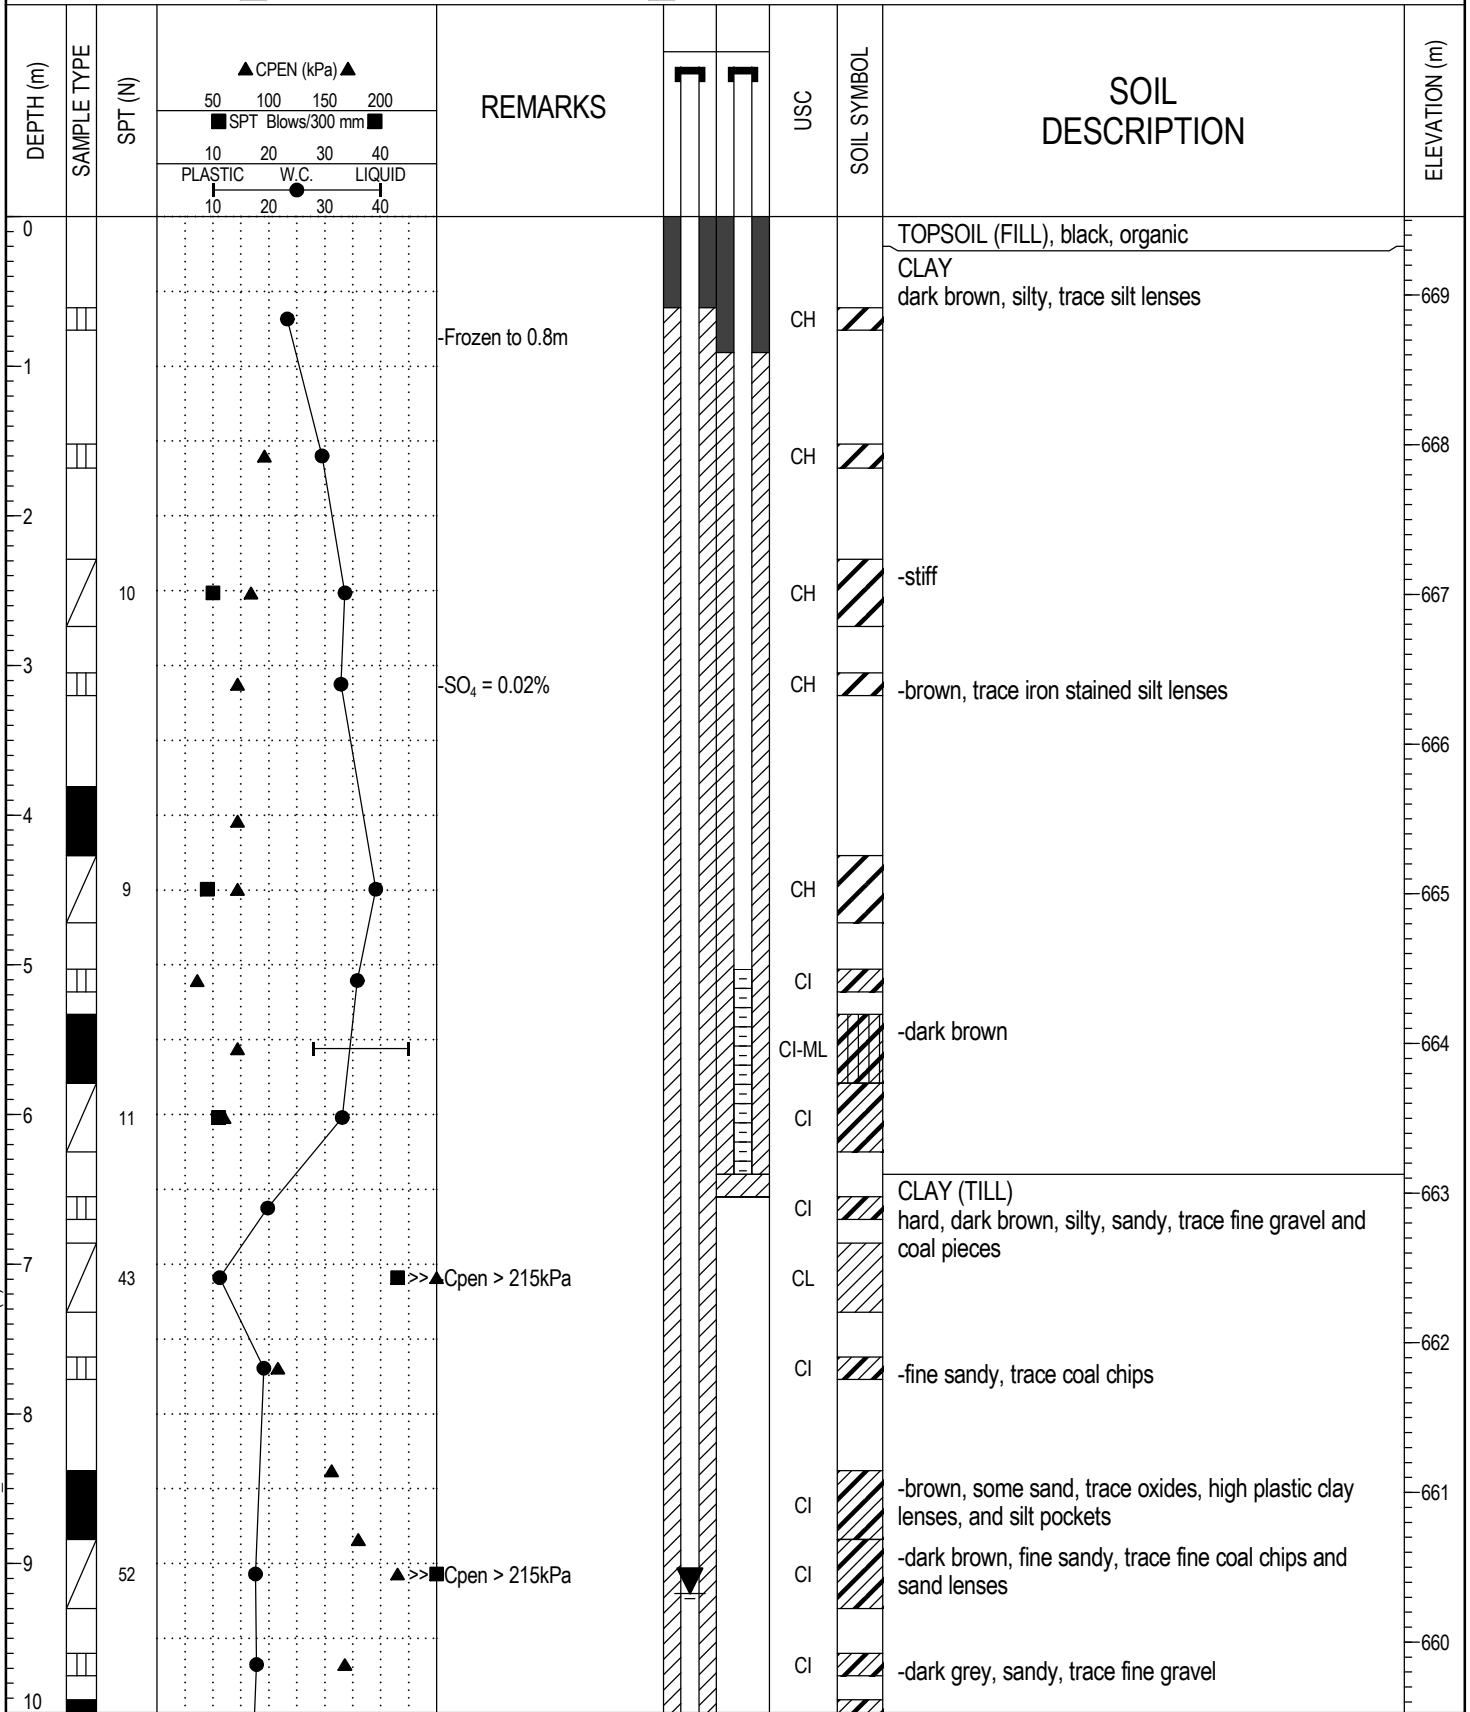 DEPTH (m)
SAMPLE TYPE
SPT (N)
▲ CPEN (kPa) ▲
50 100 150 200
■ SPT Blows/300 mm ■
10 20 30 40
PLASTIC W.C. LIQUID
10 20 30 40
REMARKS
USC
SOIL SYMBOL
SOIL
DESCRIPTION
ELEVATION (m)
0
TOPSOIL (FILL), black, organic
CLAY
dark brown, silty, trace silt lenses
669
CH
-Frozen to 0.8m
1
668
CH
2
-stiff
10
CH
667
3
-SO₄ = 0.02%
CH
-brown, trace iron stained silt lenses
666
4
9
CH
665
5
CI
-dark brown
664
CI-ML
6
11
CI
CLAY (TILL)
663
CI
hard, dark brown, silty, sandy, trace fine gravel and
coal pieces
7
43
>>
Cpen > 215kPa
CL
662
CI
-fine sandy, trace coal chips
8
-brown, some sand, trace oxides, high plastic clay
661
CI
lenses, and silt pockets
9
-dark brown, fine sandy, trace fine coal chips and
52
>>
Cpen > 215kPa
CI
sand lenses
660
CI
-dark grey, sandy, trace fine gravel
10